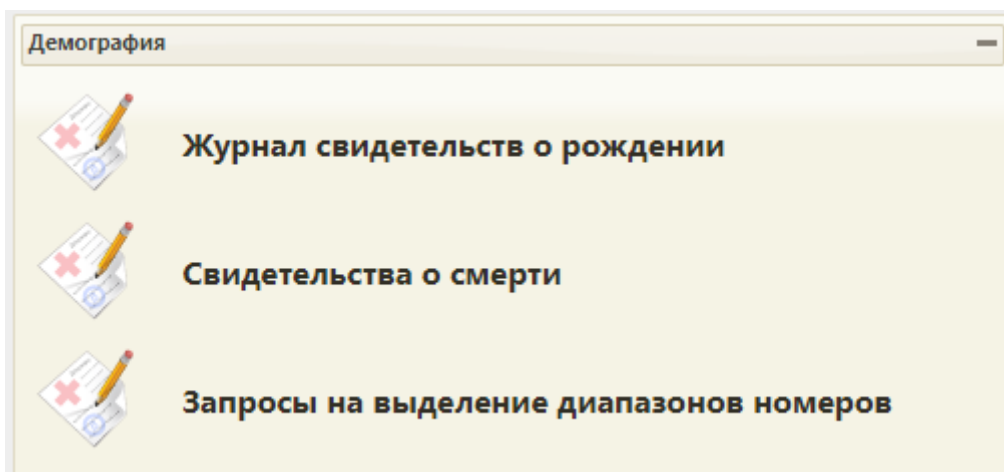 Демография
Журнал свидетельств о рождении
Свидетельства о смерти
Запросы на выделение диапазонов номеров